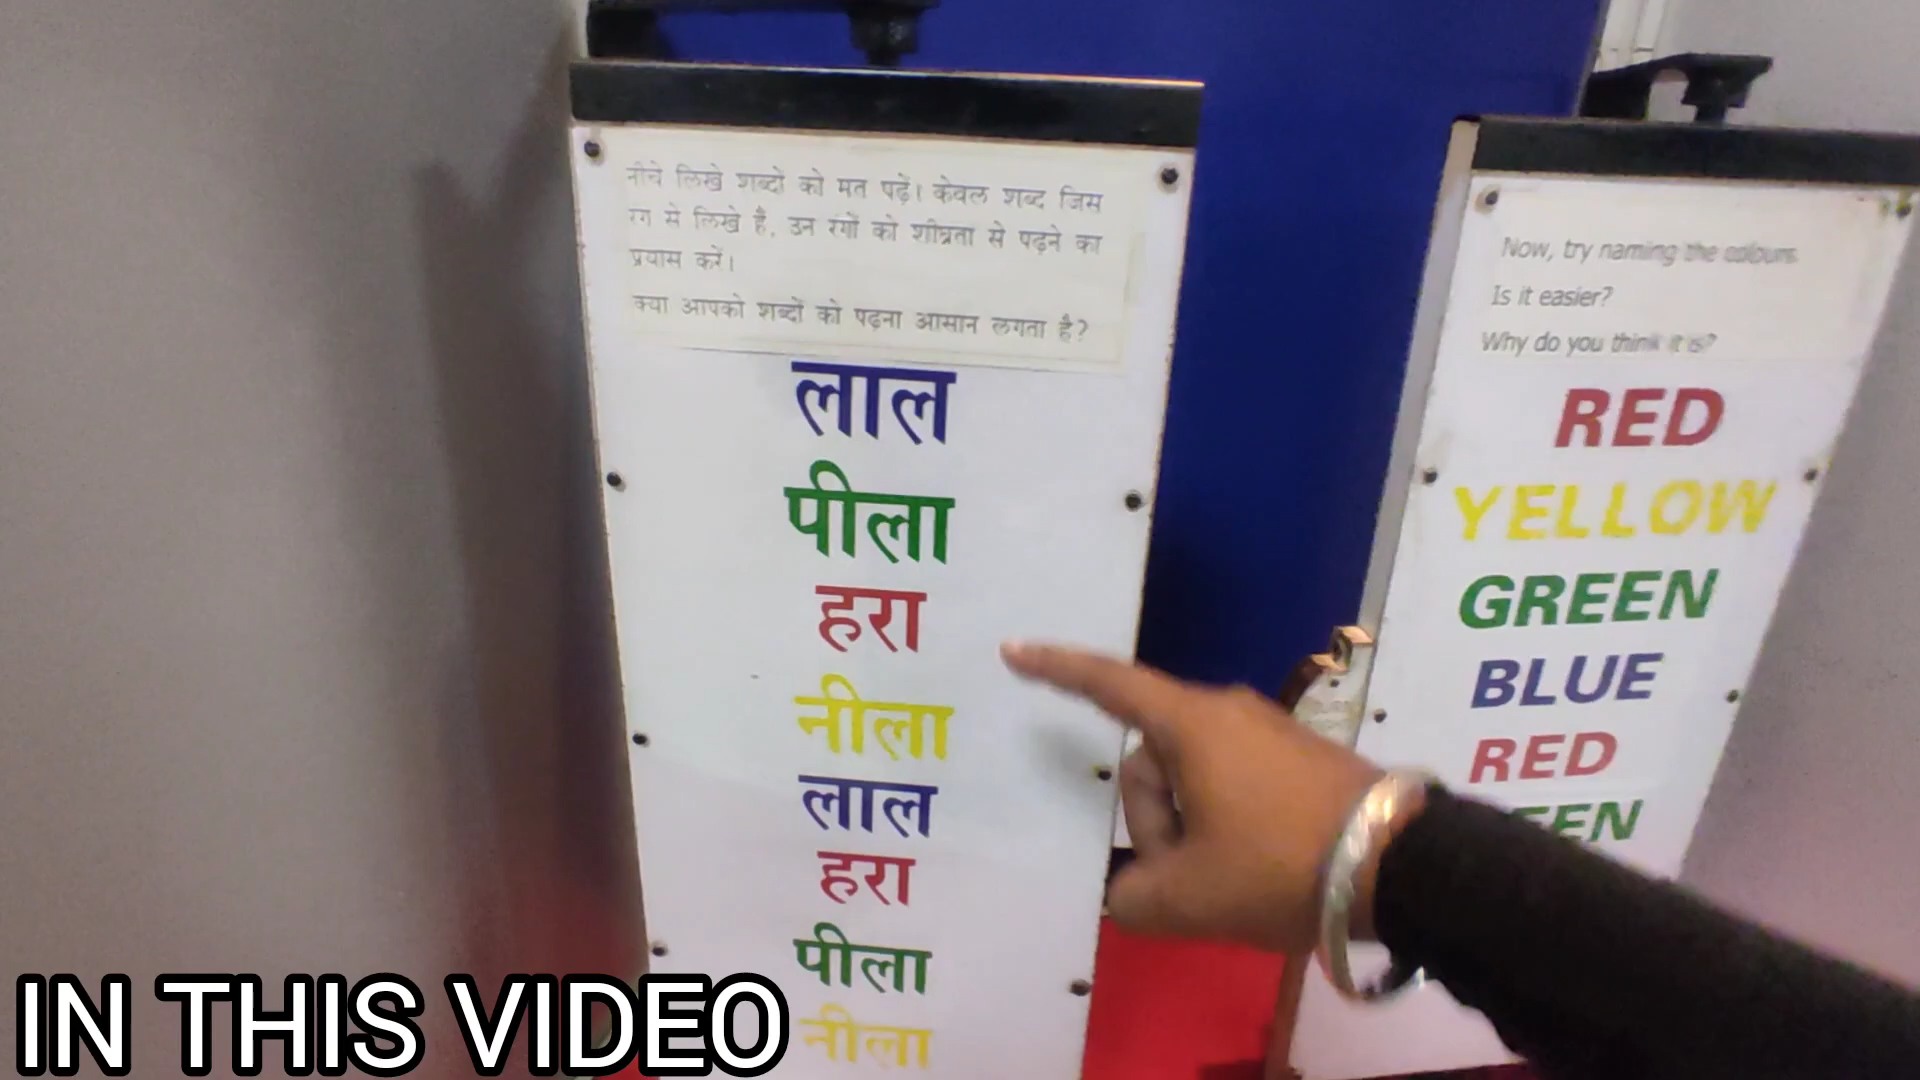 नीचे लिखे शब्दों को मत पढ़ें। केवल शब्द जिस
रंग से लिखे है, उन रंगों को शीघ्रता से पढ़ने का
प्रयास करें।
क्या आपको शब्दों को पढ़ना आसान लगता है?
लाल
पीला
हरा
नीला
लाल
हरा
पीला
नीला
Now, try naming the colours.
Is it easier?
Why do you think it is?
RED
YELLOW
GREEN
BLUE
RED
EEN
IN THIS VIDEO